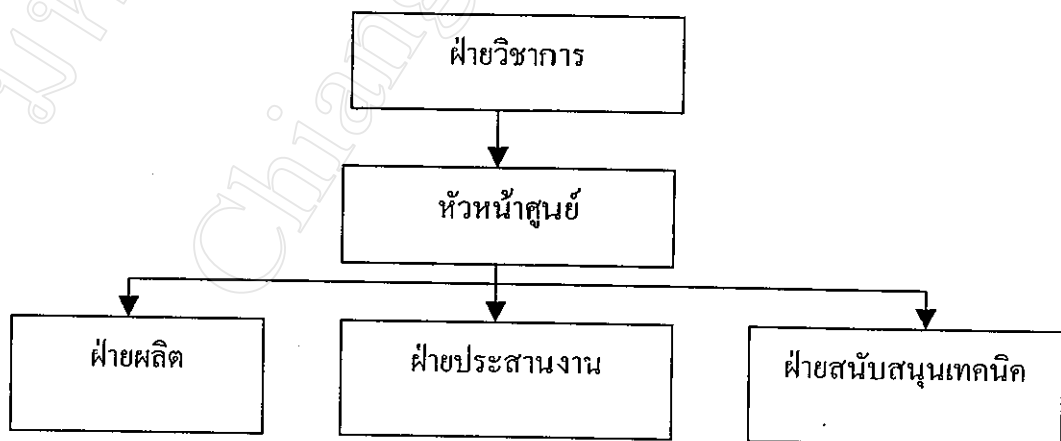 ฝ่ายวิชาการ
หัวหน้าศูนย์
ฝ่ายผลิต
ฝ่ายประสานงาน
ฝ่ายสนับสนุนเทคนิค
Chiang